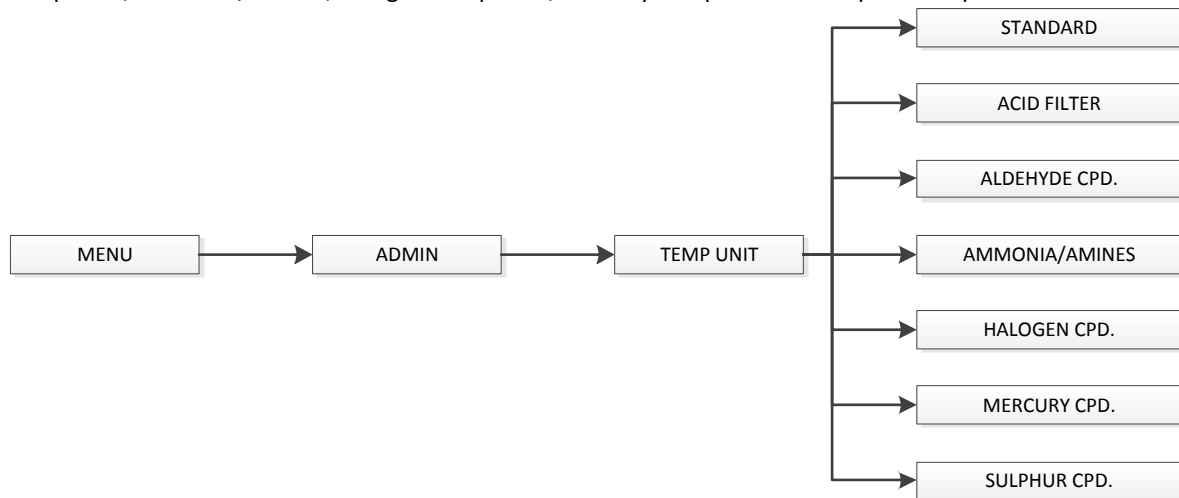 STANDARD
ACID FILTER
ALDEHYDE CPD.
MENU
ADMIN
TEMP UNIT
AMMONIA/AMINES
HALOGEN CPD.
MERCURY CPD.
SULPHUR CPD.